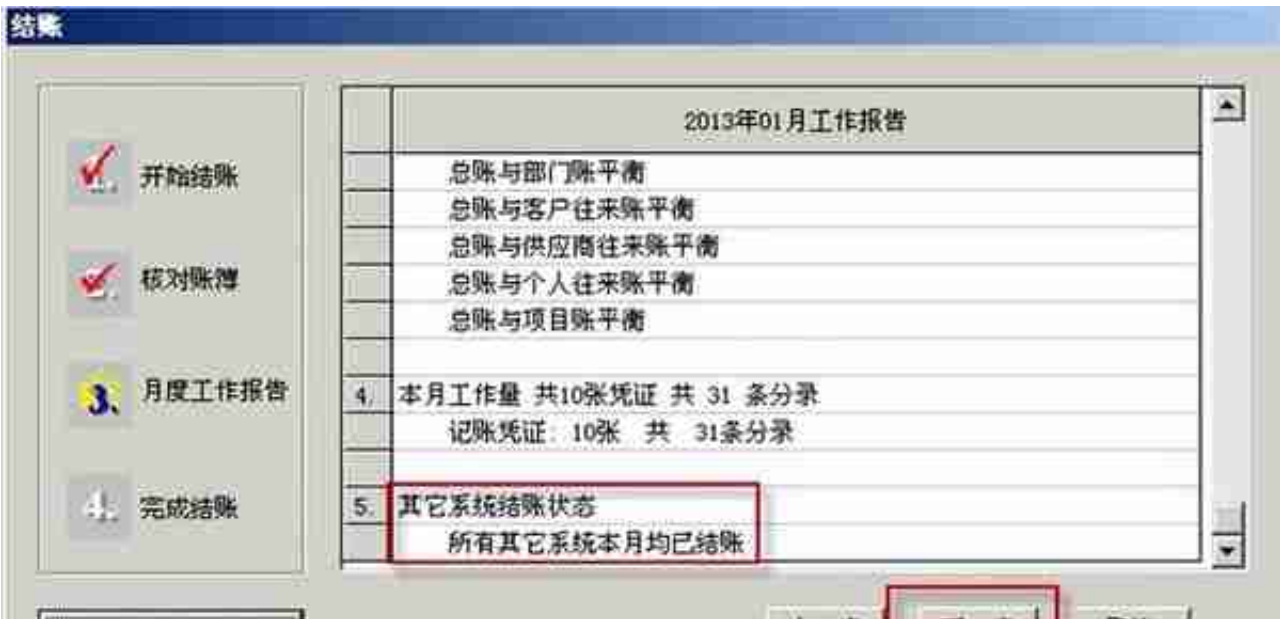 结账
2013年01月工作报告
总账与部门账平衡
开始结账
总账与客户往来账平衡
总账与供应商往来账平衡
核对账簿
总账与个人往来账平衡
总账与项目账平衡
3. 月度工作报告
4. 本月工作量 共10张凭证 共 31 条分录
记账凭证: 10张 共 31条分录
4. 完成结账
5. 其它系统结账状态
所有其它系统本月均已结账